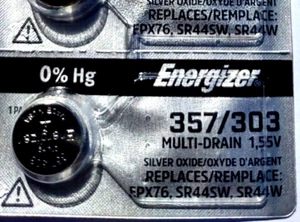 SILVER OXIDE/OXYDE D'ARGENT
REPLACES/REMPLACE:
EPX76, SR44SW, SR44W
0% Hg
Energizer
357/303
MULTI-DRAIN 1,55V
SILVER OXIDE/OXYDE D'ARGENT
REPLACES/REMPLACE:
EPX76, SR44SW, SR44W